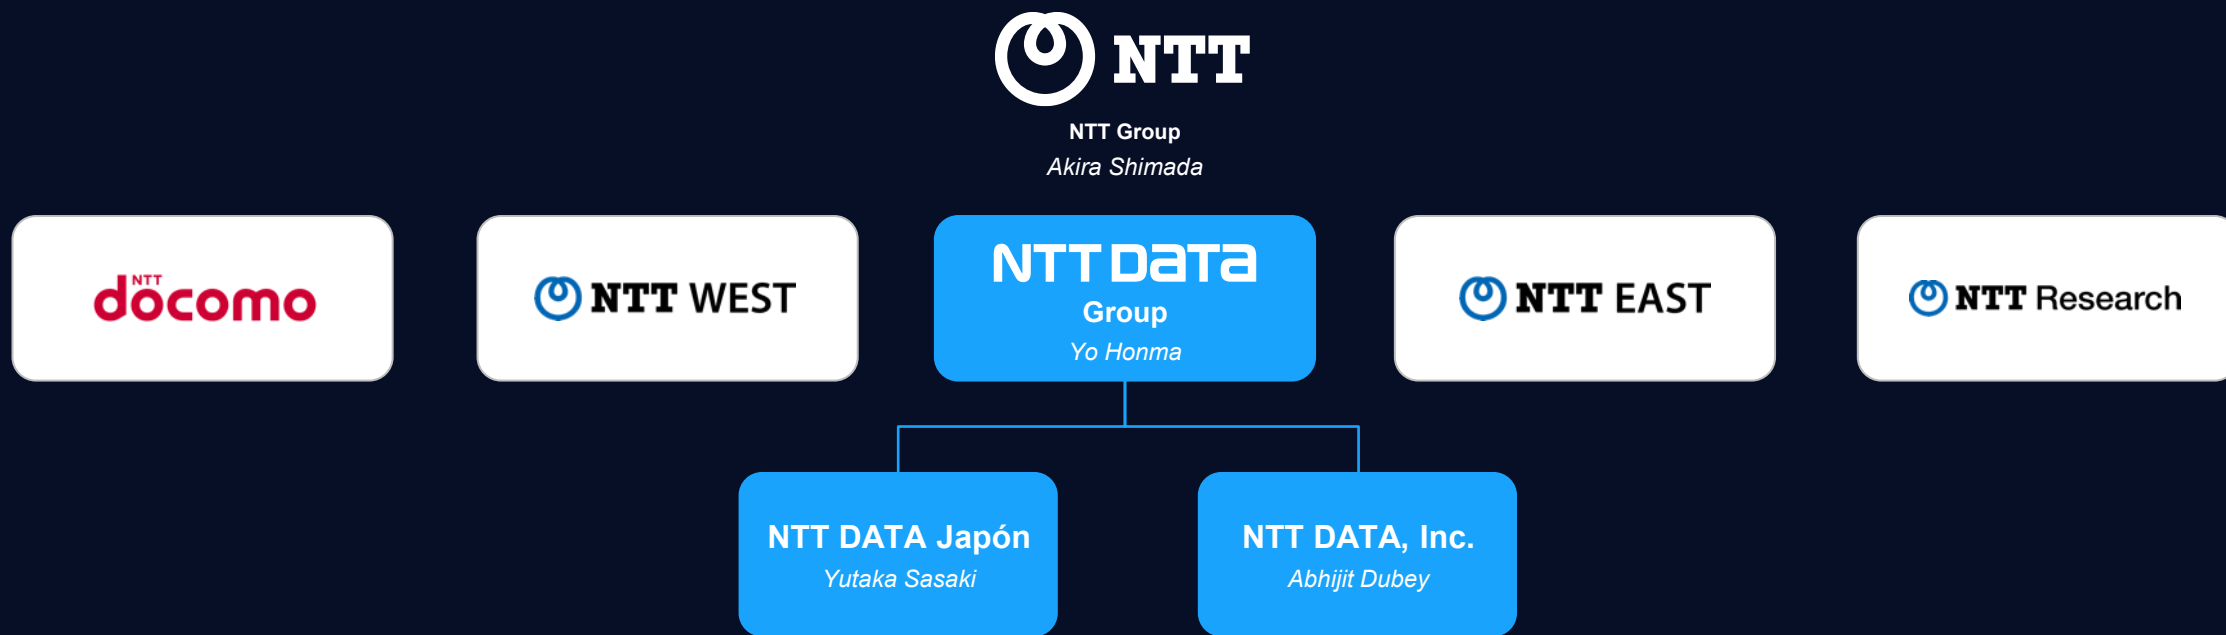 NTT
NTT Group
Akira Shimada
NTT
döcomo
NTT WEST
NTT DATA
Group
Yo Honma
NTT EAST
NTT Research
NTT DATA Japón
Yutaka Sasaki
NTT DATA, Inc.
Abhijit Dubey